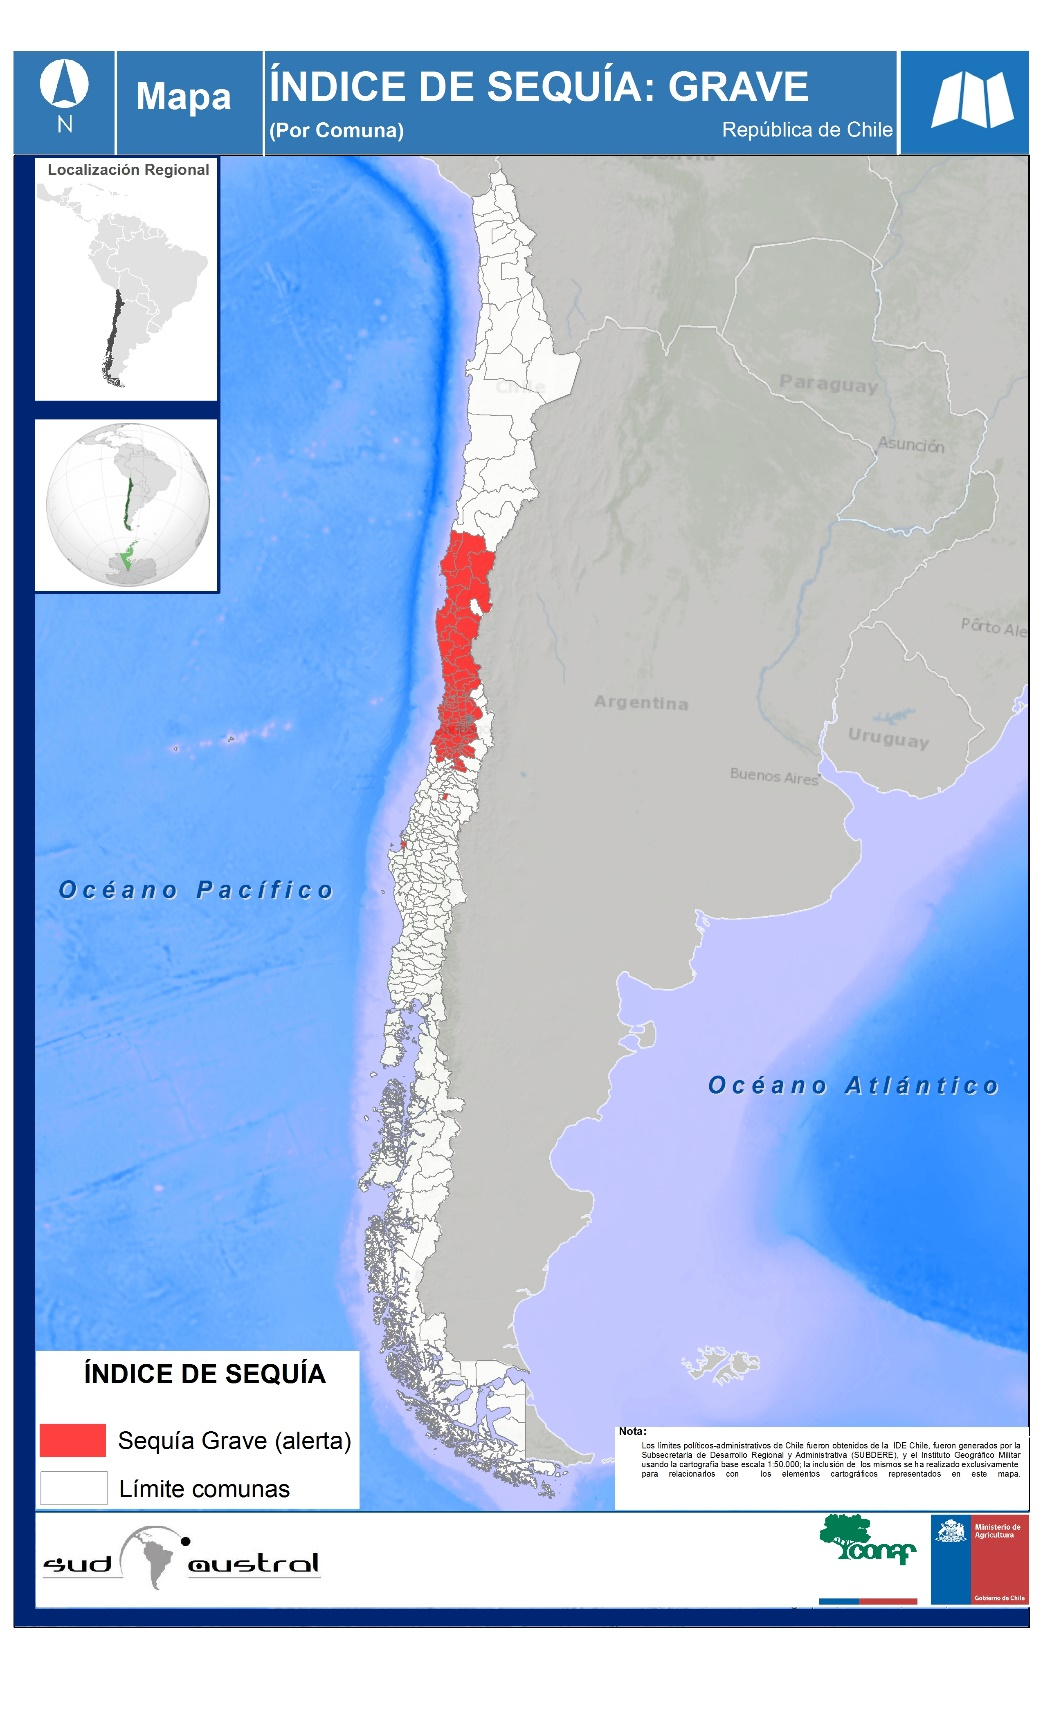 N
Mapa
ÍNDICE DE SEQUÍA: GRAVE
(Por Comuna)
República de Chile
Localización Regional
Bolivia
Chile
Paraguay
Asunción
Pôrto Ale
Argentina
Uruguay
Buenos Aires
Océano Pacífico
Océano Atlántico
ÍNDICE DE SEQUÍA
Sequía Grave (alerta)
Límite comunas
Nota:
Los límites políticos-administrativos de Chile fueron obtenidos de la IDE Chile, fueron generados por la
Subsecretaría de Desarrollo Regional y Administrativa (SUBDERE), y el Instituto Geográfico Militar
usando la cartografía base escala 1:50.000; la inclusión de los mismos se ha realizado exclusivamente
para relacionarlos con los elementos cartográficos representados en este mapa.
sud austral
conaf
Ministerio de
Agricultura
Gobierno de Chile